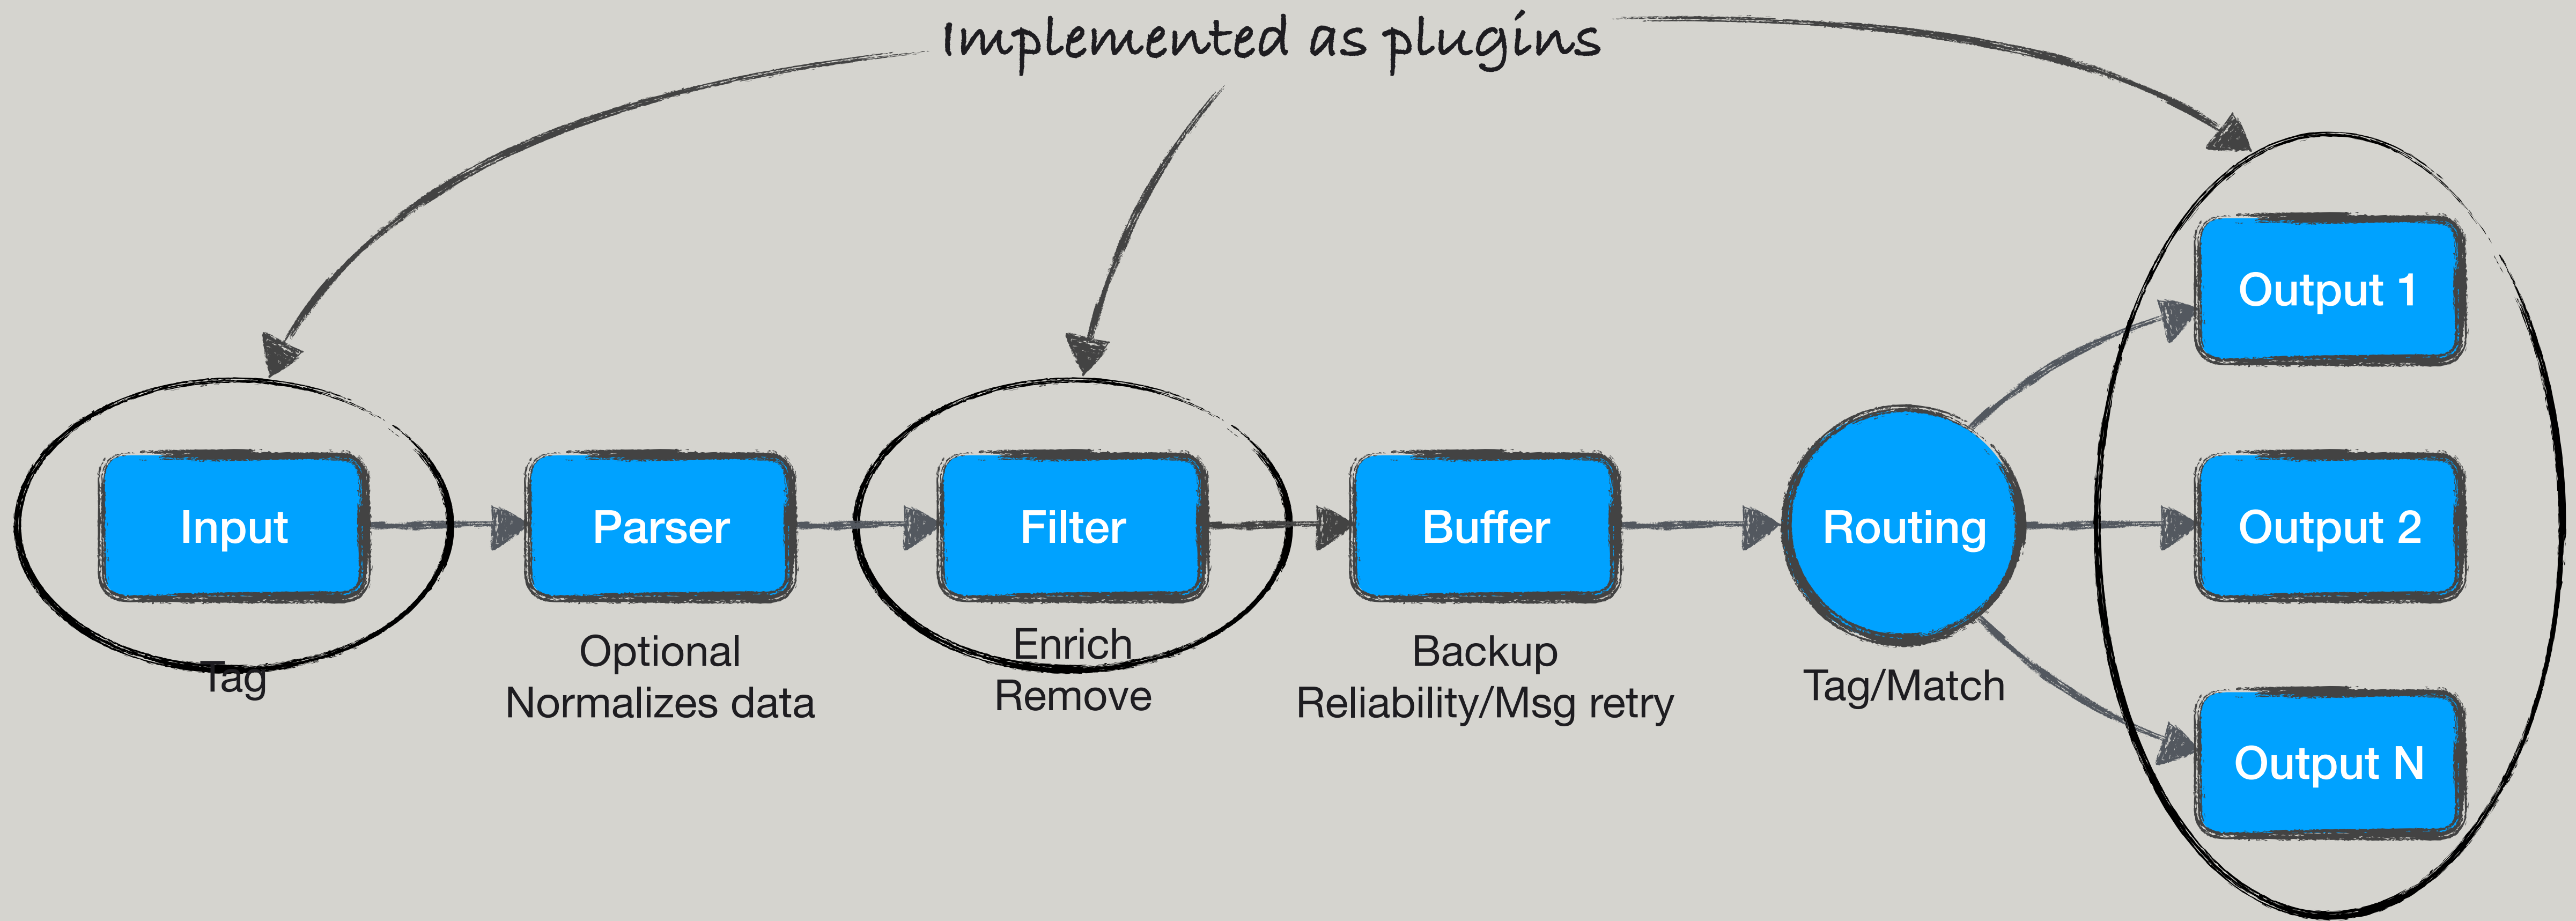 Implemented as plugins
Output 1
Input
Parser
Filter
Buffer
Routing
Output 2
Tag
Optional
Normalizes data
Enrich
Remove
Backup
Reliability/Msg retry
Tag/Match
Output N